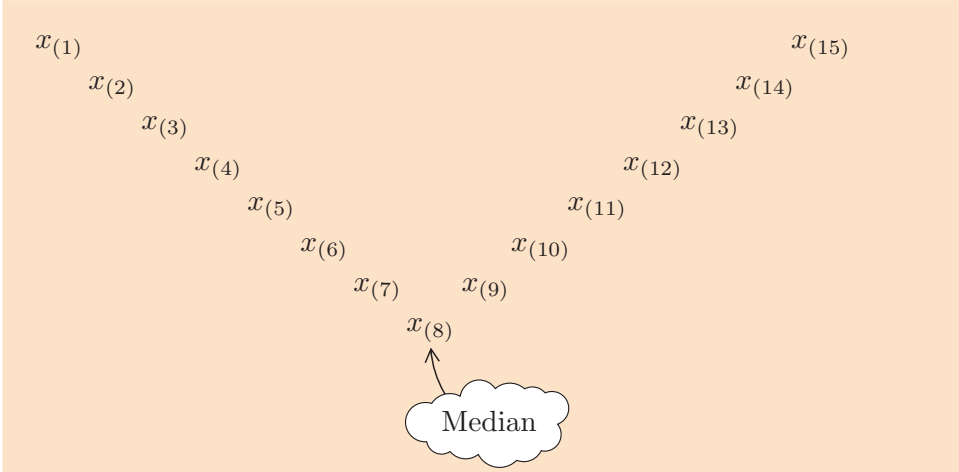 x(1) x(15)
x(2) x(14)
x(3) x(13)
x(4) x(12)
x(5) x(11)
x(6) x(10)
x(7) x(9)
x(8)
Median